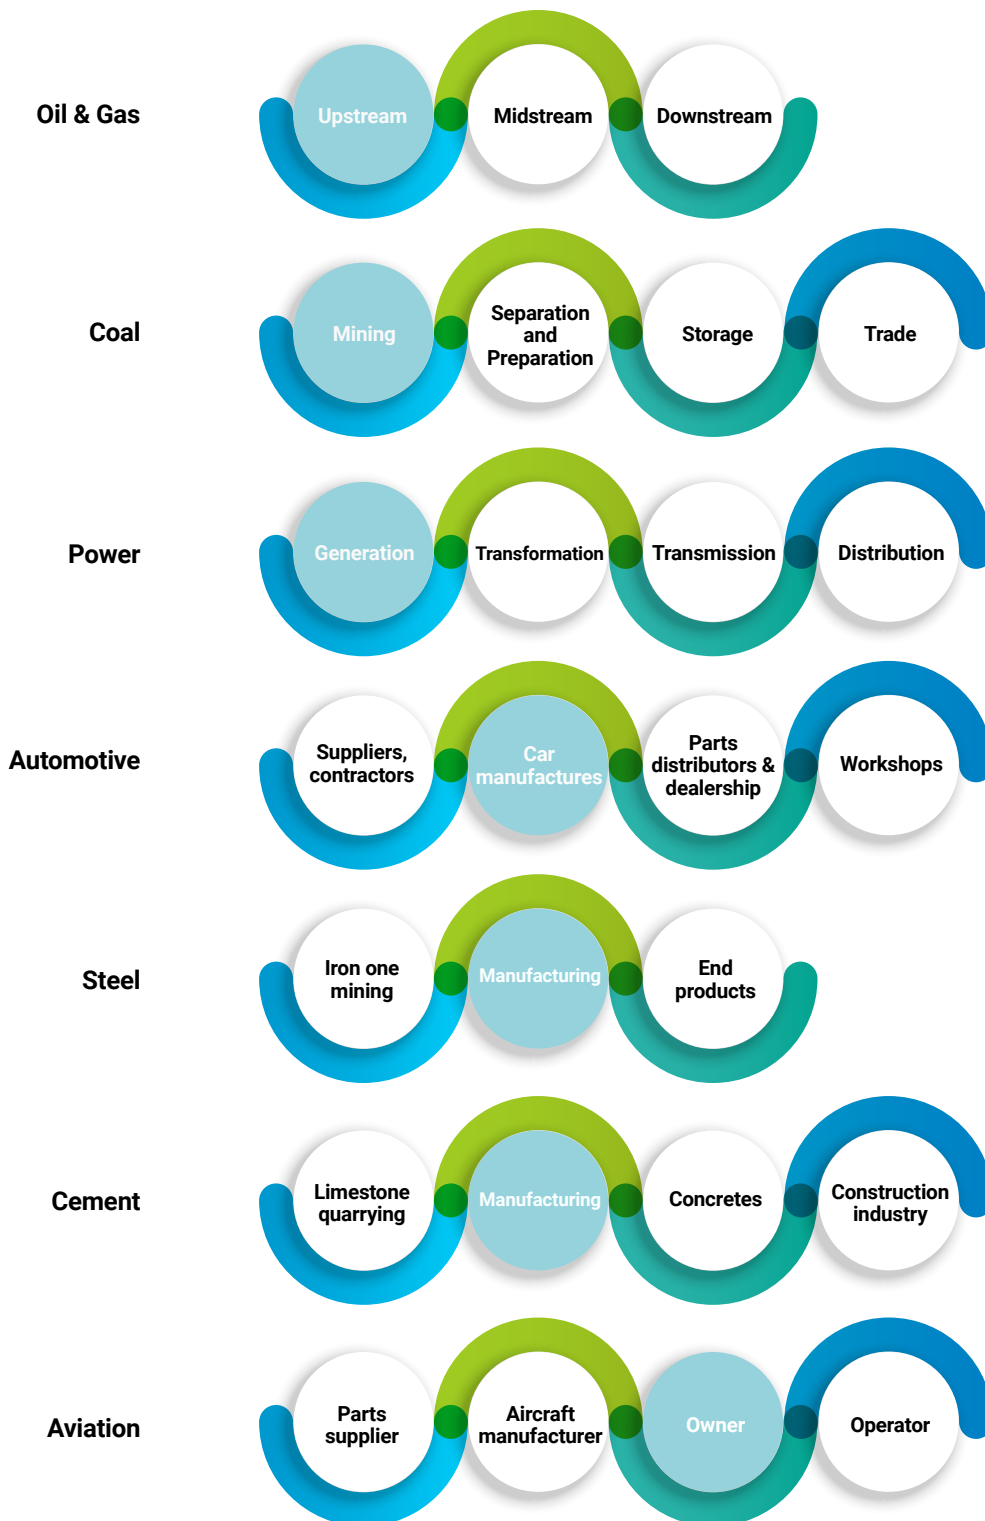 Oil & Gas
Upstream
Midstream
Downstream
Coal
Mining
Separation
and
Preparation
Storage
Trade
Power
Generation
Transformation
Transmission
Distribution
Automotive
Suppliers,
contractors
Car
manufactures
Parts
distributors &
dealership
Workshops
Steel
Iron one
mining
Manufacturing
End
products
Cement
Limestone
quarrying
Manufacturing
Concretes
Construction
industry
Aviation
Parts
supplier
Aircraft
manufacturer
Owner
Operator